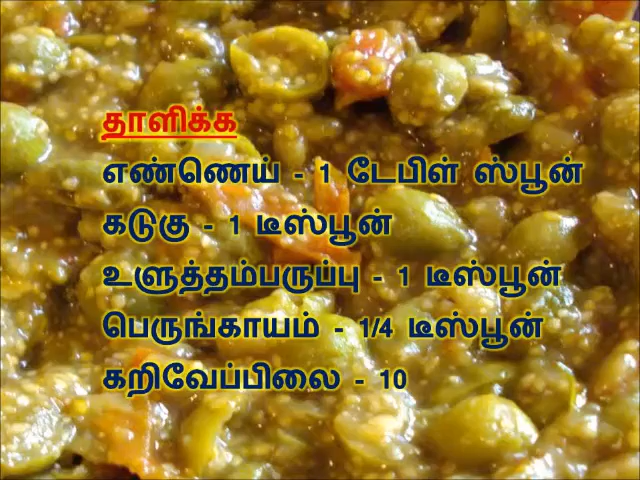 தாளிக்க
எண்ணெய் - 1 டேபிள் ஸ்பூன்
கடுகு - 1 டீஸ்பூன்
உளுத்தம்பருப்பு - 1 டீஸ்பூன்
பெருங்காயம் - 1/4 டீஸ்பூன்
கறிவேப்பிலை - 10